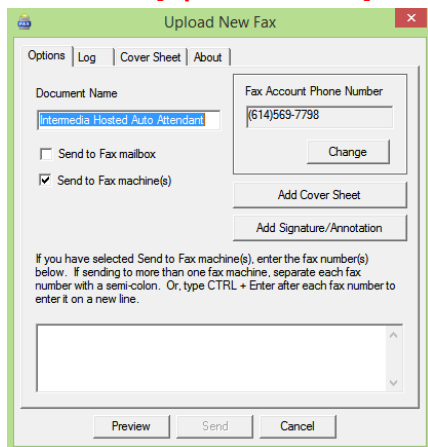 Upload New Fax
Options Log Cover Sheet About
Document Name
Intermedia Hosted Auto Attendant
Send to Fax mailbox
Send to Fax machine(s)
Fax Account Phone Number
(614)569-7798
Change
Add Cover Sheet
Add Signature/Annotation
If you have selected Send to Fax machine(s), enter the fax number(s)
below. If sending to more than one fax machine, separate each fax
number with a semi-colon. Or, type CTRL + Enter after each fax number to
enter it on a new line.
Preview Send Cancel